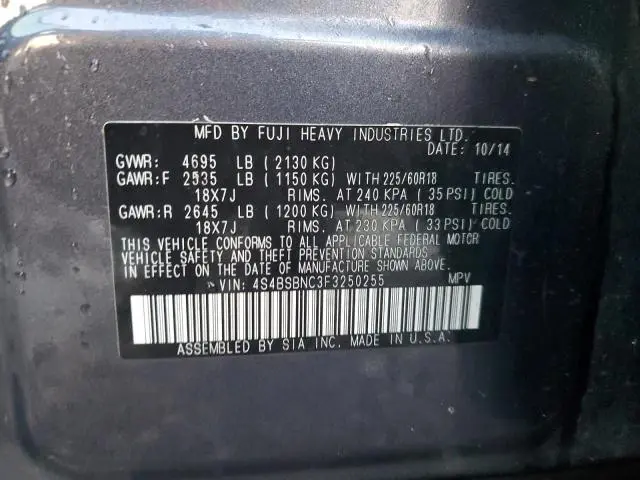 MFD BY FUJI HEAVY INDUSTRIES LTD.
DATE: 10/14
GVWR: 4695 LB ( 2130 KG)
GAWR:F 2535 LB ( 1150 KG) WITH 225/60R18 TIRES.
18X7J RIMS. AT 240 KPA ( 35 PSI) COLD
GAWR:R 2645 LB ( 1200 KG) WITH 225/60R18 TIRES.
18X7J RIMS. AT 230 KPA ( 33 PSI) COLD
THIS VEHICLE CONFORMS TO ALL APPLICABLE FEDERAL MOTOR
VEHICLE SAFETY AND THEFT PREVENTION STANDARDS
IN EFFECT ON THE DATE OF MANUFACTURE SHOWN ABOVE.
VIN: 4S4BSBNC3F3250255 MPV
ASSEMBLED BY SIA INC. MADE IN U.S.A.